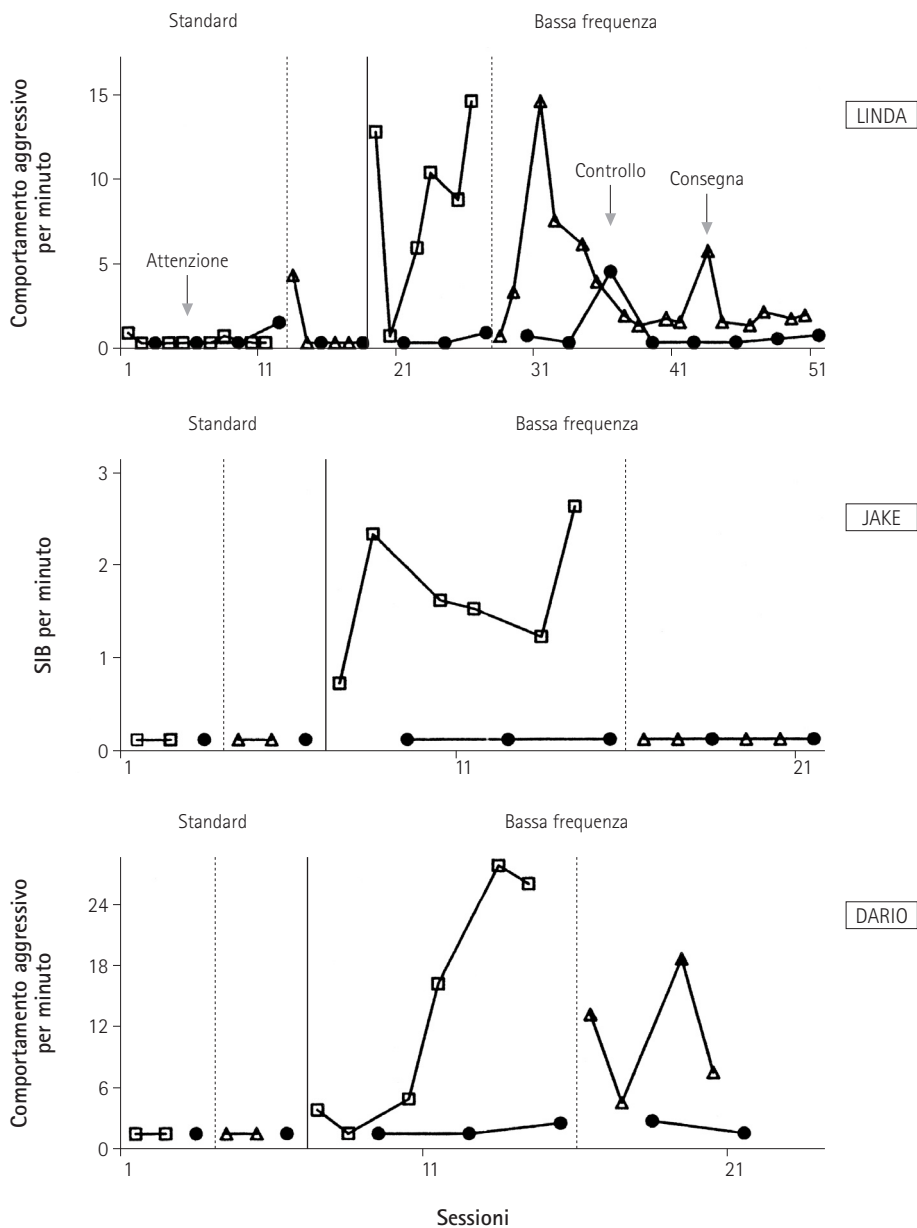 Standard
Bassa frequenza
Comportamento aggressivo
per minuto
15
10
5
0
Attenzione
Controllo
Consegna
LINDA
1
11
21
31
41
51
Standard
Bassa frequenza
SIB per minuto
3
2
1
0
JAKE
1
11
21
Standard
Bassa frequenza
Comportamento aggressivo
per minuto
24
18
12
6
0
DARIO
1
11
21
Sessioni